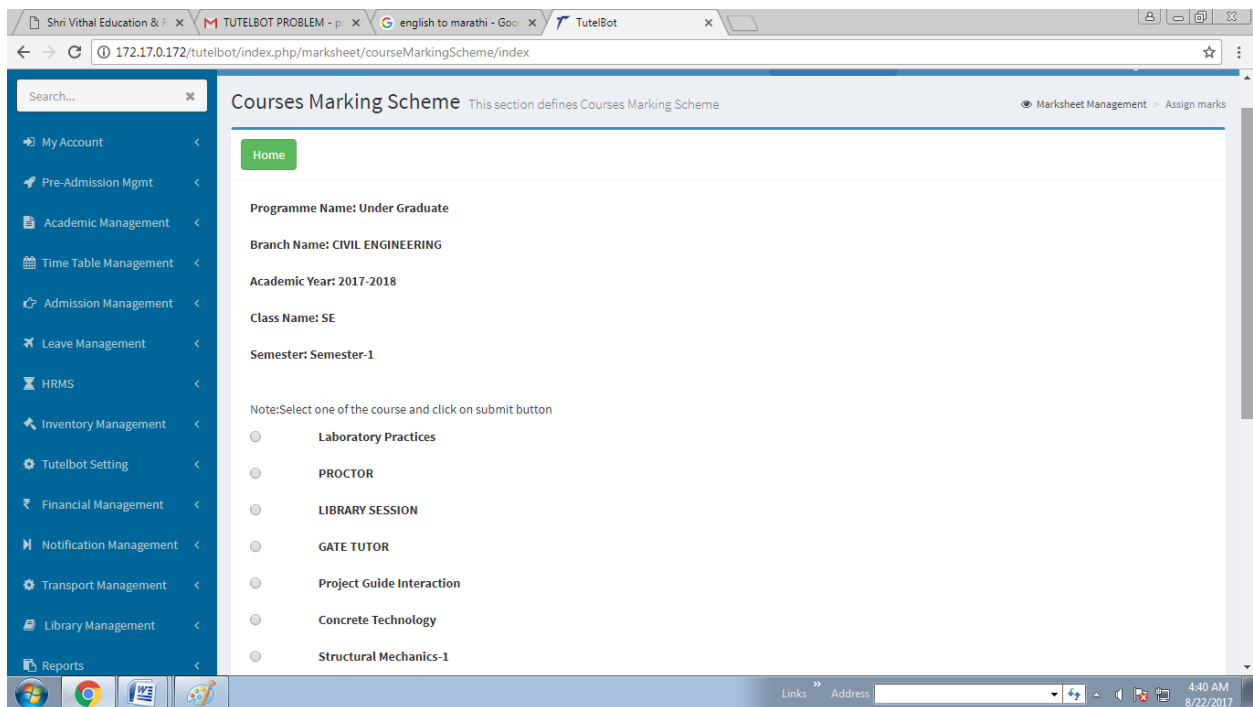 Shri Vithal Education & R
TUTELBOT PROBLEM - p
english to marathi - Goo
TutelBot
172.17.0.172/tutelbot/index.php/marksheet/courseMarkingScheme/index
Search...
Courses Marking Scheme This section defines Courses Marking Scheme
Marksheet Management > Assign marks
My Account
Home
Pre-Admission Mgmt
Programme Name: Under Graduate
Academic Management
Branch Name: CIVIL ENGINEERING
Time Table Management
Academic Year: 2017-2018
Admission Management
Class Name: SE
Leave Management
Semester: Semester-1
HRMS
Note:Select one of the course and click on submit button
Inventory Management
Laboratory Practices
Tutelbot Setting
PROCTOR
Financial Management
LIBRARY SESSION
Notification Management
GATE TUTOR
Transport Management
Project Guide Interaction
Library Management
Concrete Technology
Reports
Structural Mechanics-1
Links » Address
4:40 AM
8/22/2017